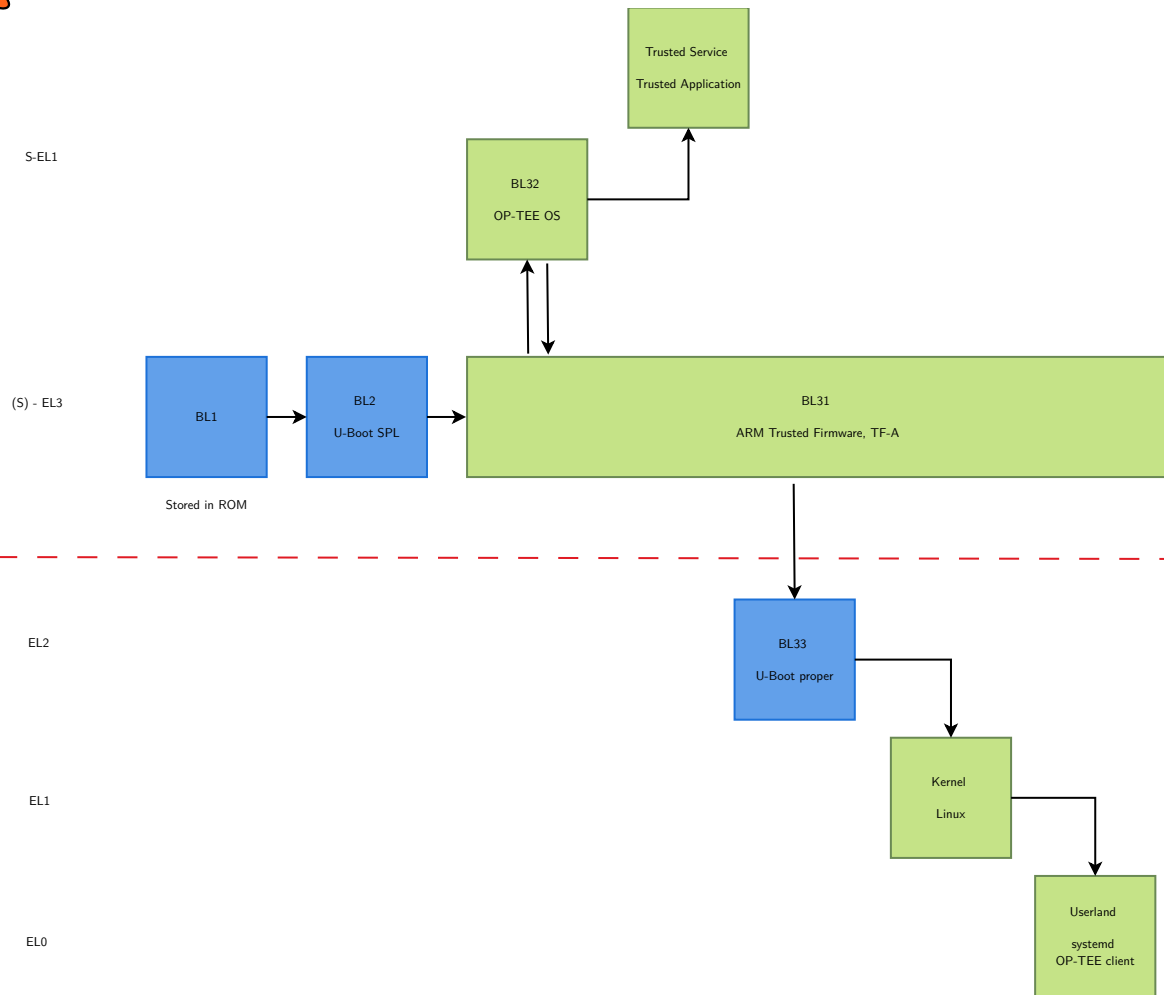 Trusted Service
Trusted Application
S-EL1
BL32
OP-TEE OS
(S) - EL3
BL1
BL2
U-Boot SPL
BL31
ARM Trusted Firmware, TF-A
Stored in ROM
EL2
BL33
U-Boot proper
EL1
Kernel
Linux
EL0
Userland
systemd
OP-TEE client